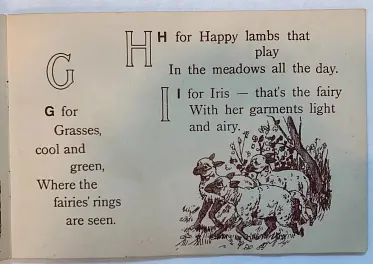 G
G for
Grasses,
cool and
green,
Where the
fairies' rings
are seen.
H
H for Happy lambs that
play
In the meadows all the day.
I
I for Iris — that's the fairy
With her garments light
and airy.